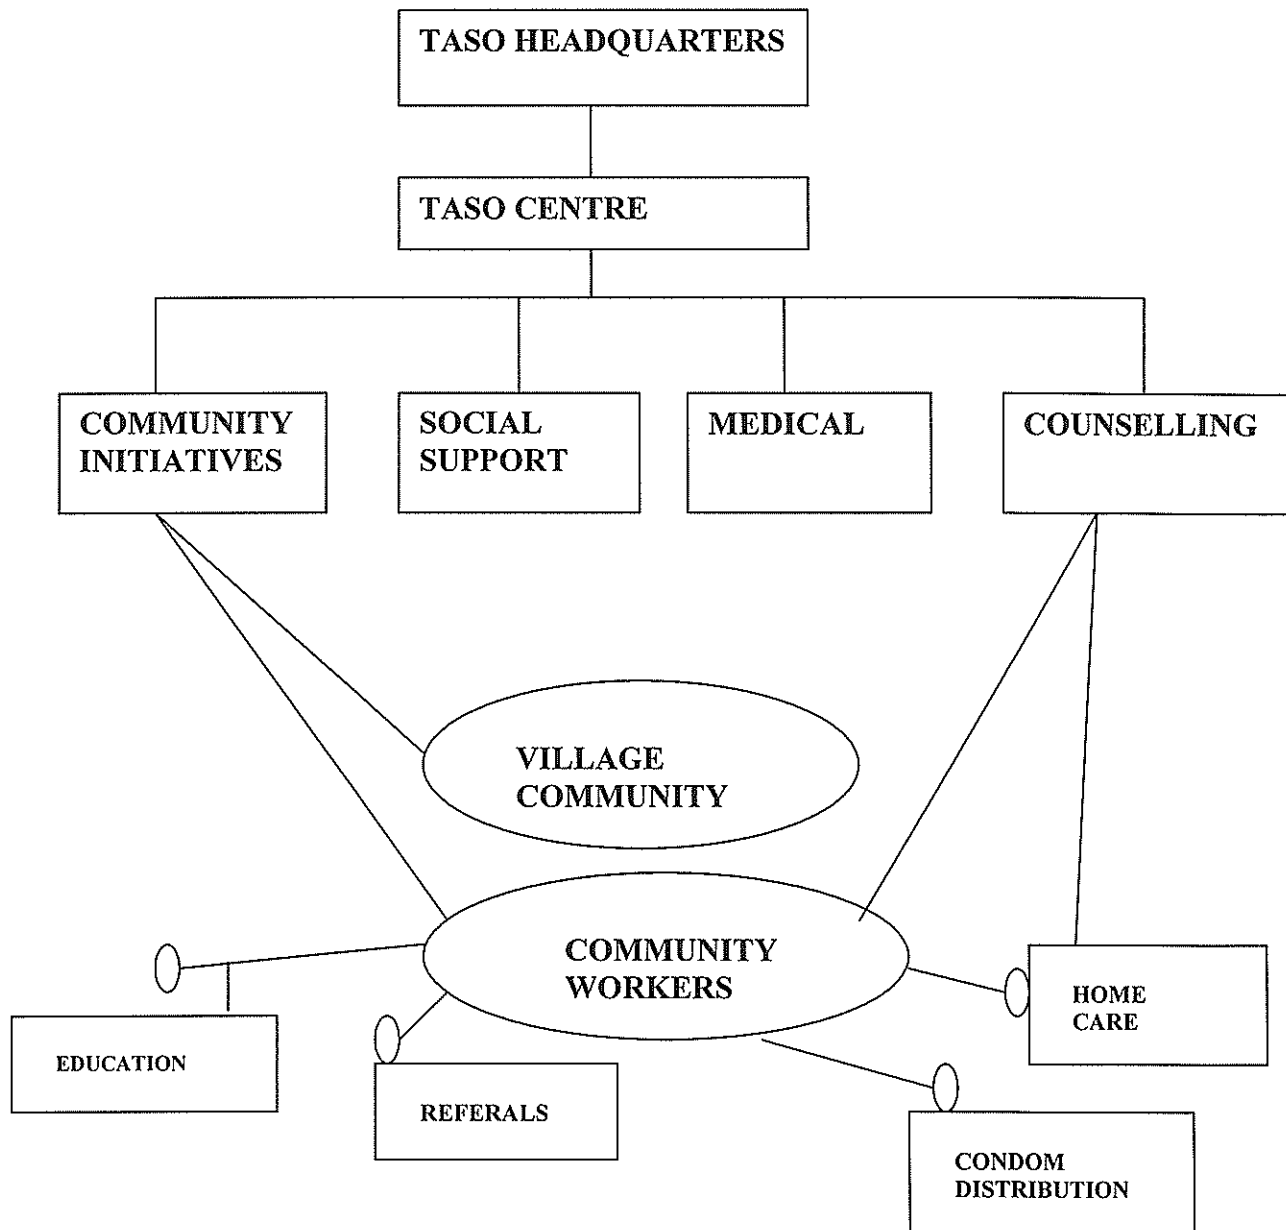 TASO HEADQUARTERS
TASO CENTRE
COMMUNITY
INITIATIVES
SOCIAL
SUPPORT
MEDICAL
COUNSELLING
VILLAGE
COMMUNITY
COMMUNITY
WORKERS
EDUCATION
REFERALS
HOME
CARE
CONDOM
DISTRIBUTION